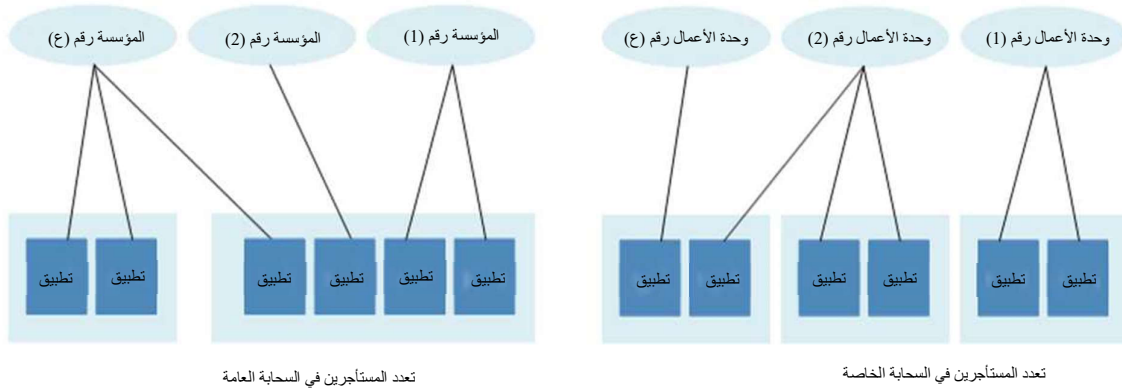 وحدة الأعمال رقم (1)
وحدة الأعمال رقم (2)
وحدة الأعمال رقم (ع)
المؤسسة رقم (1)
المؤسسة رقم (2)
المؤسسة رقم (ع)
تطبيق
تطبيق
تطبيق
تطبيق
تطبيق
تطبيق
تطبيق
تطبيق
تطبيق
تطبيق
تطبيق
تطبيق
تعدد المستأجرين في السحابة الخاصة
تعدد المستأجرين في السحابة العامة